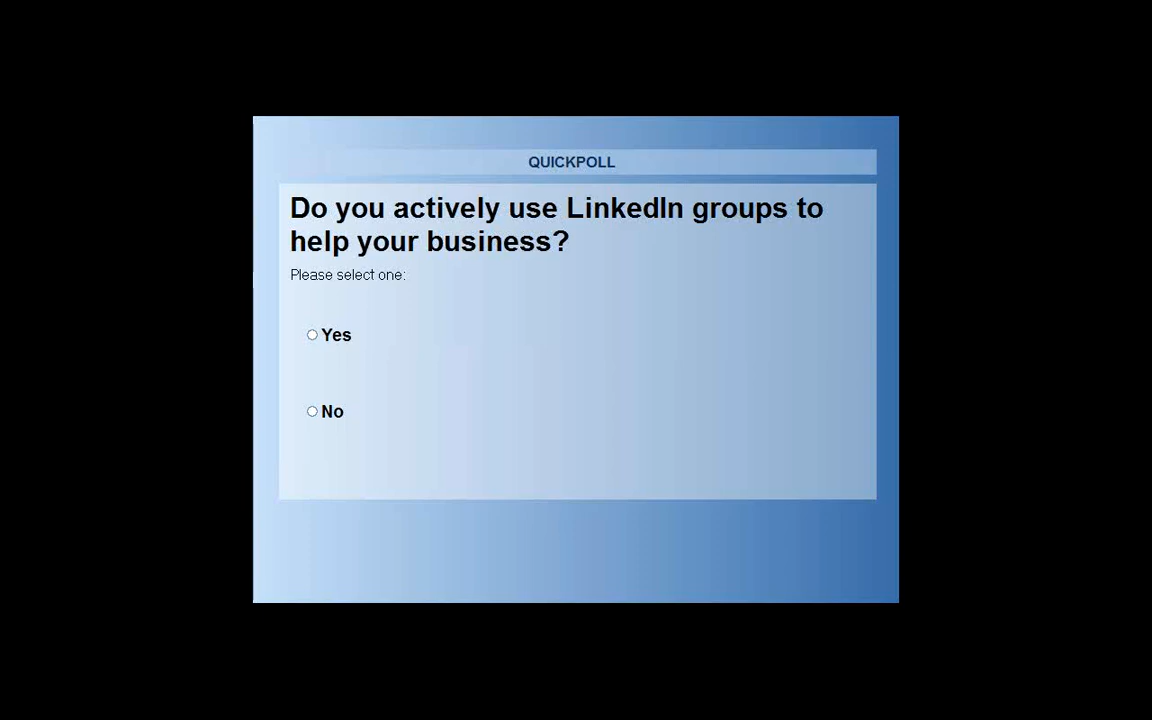 QUICKPOLL
Do you actively use LinkedIn groups to
help your business?
Please select one:
Yes
No